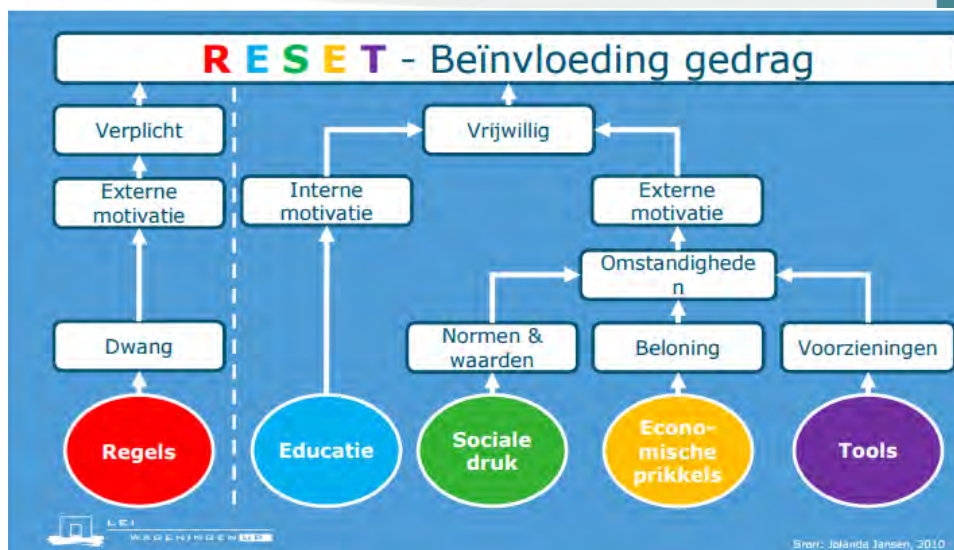 R E S E T - Beïnvloeding gedrag
Verplicht
Vrijwillig
Externe
motivatie
Interne
motivatie
Externe
motivatie
Omstandighede
n
Dwang
Normen &
waarden
Beloning
Voorzieningen
Regels
Educatie
Sociale
druk
Econo-
mische
prikkels
Tools
LEI
WAGENINGEN UR
Bron: Jolanda Jansen, 2010